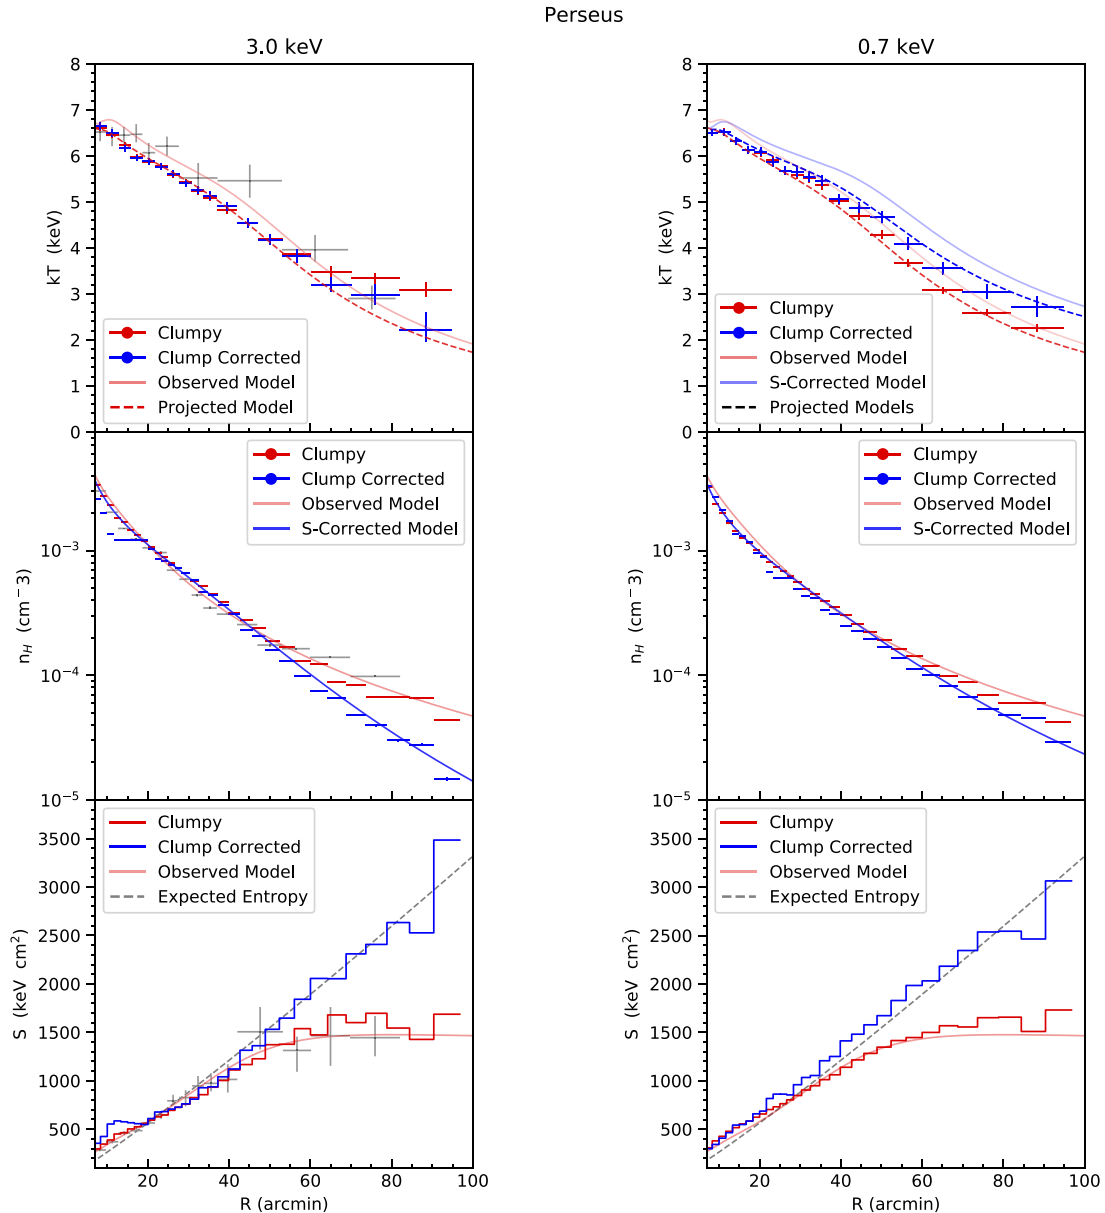 Perseus
3.0 keV
0.7 keV
8
7
6
5
4
3
2
1
0
kT (keV)
Clumpy
Clump Corrected
Observed Model
Projected Model
8
7
6
5
4
3
2
1
0
kT (keV)
Clumpy
Clump Corrected
Observed Model
S-Corrected Model
Projected Models
10⁻³
10⁻⁴
10⁻⁵
n_H (cm⁻3)
Clumpy
Clump Corrected
Observed Model
S-Corrected Model
10⁻³
10⁻⁴
10⁻⁵
n_H (cm⁻3)
Clumpy
Clump Corrected
Observed Model
S-Corrected Model
3500
3000
2500
2000
1500
1000
500
S (keV cm²)
Clumpy
Clump Corrected
Observed Model
Expected Entropy
20
40
60
80
100
R (arcmin)
3500
3000
2500
2000
1500
1000
500
S (keV cm²)
Clumpy
Clump Corrected
Observed Model
Expected Entropy
20
40
60
80
100
R (arcmin)